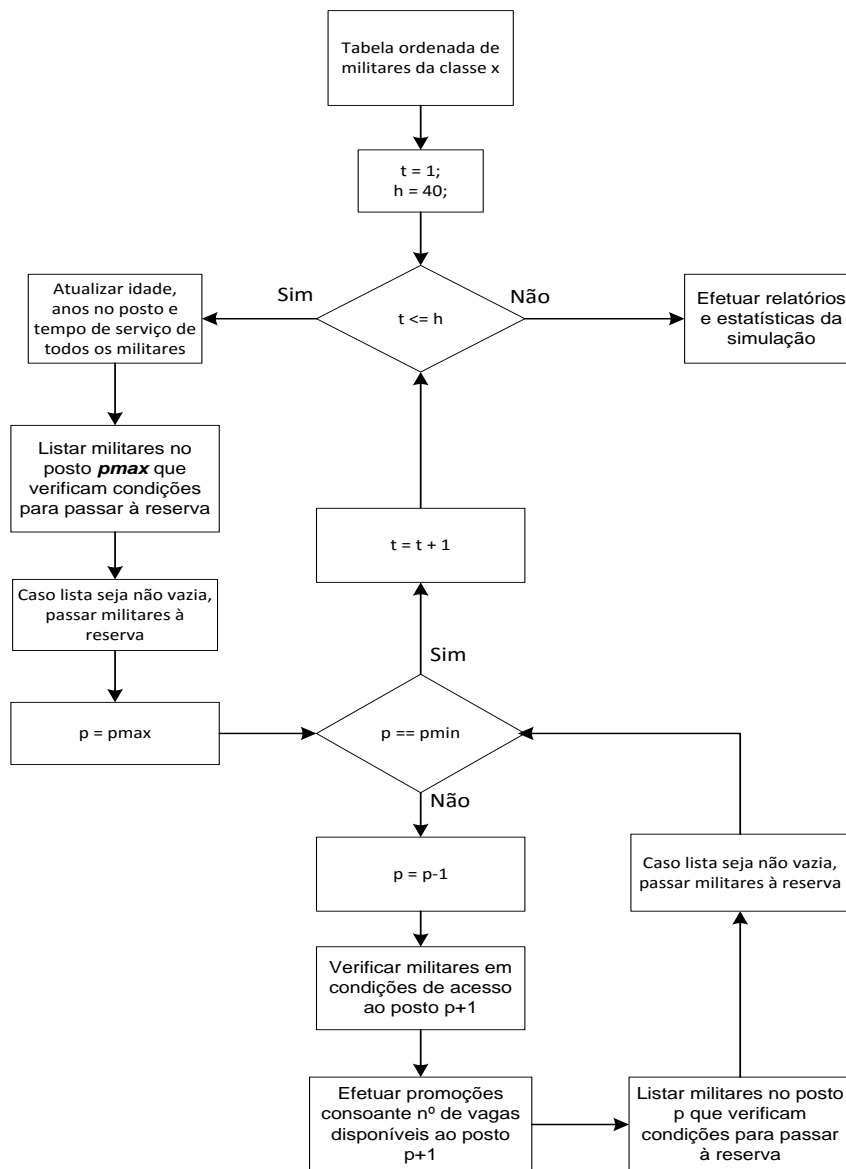 Tabela ordenada de
militares da classe x
t = 1;
h = 40;
t <= h
Sim
Não
Atualizar idade,
anos no posto e
tempo de serviço de
todos os militares
Efetuar relatórios
e estatísticas da
simulação
Listar militares no
posto pmax que
verificam condições
para passar à reserva
t = t + 1
Caso lista seja não vazia,
passar militares à
reserva
Sim
p = pmax
p == pmin
Não
p = p-1
Caso lista seja não vazia,
passar militares à reserva
Verificar militares em
condições de acesso
ao posto p+1
Efetuar promoções
consoante nº de vagas
disponíveis ao posto
p+1
Listar militares no posto
p que verificam
condições para passar
à reserva